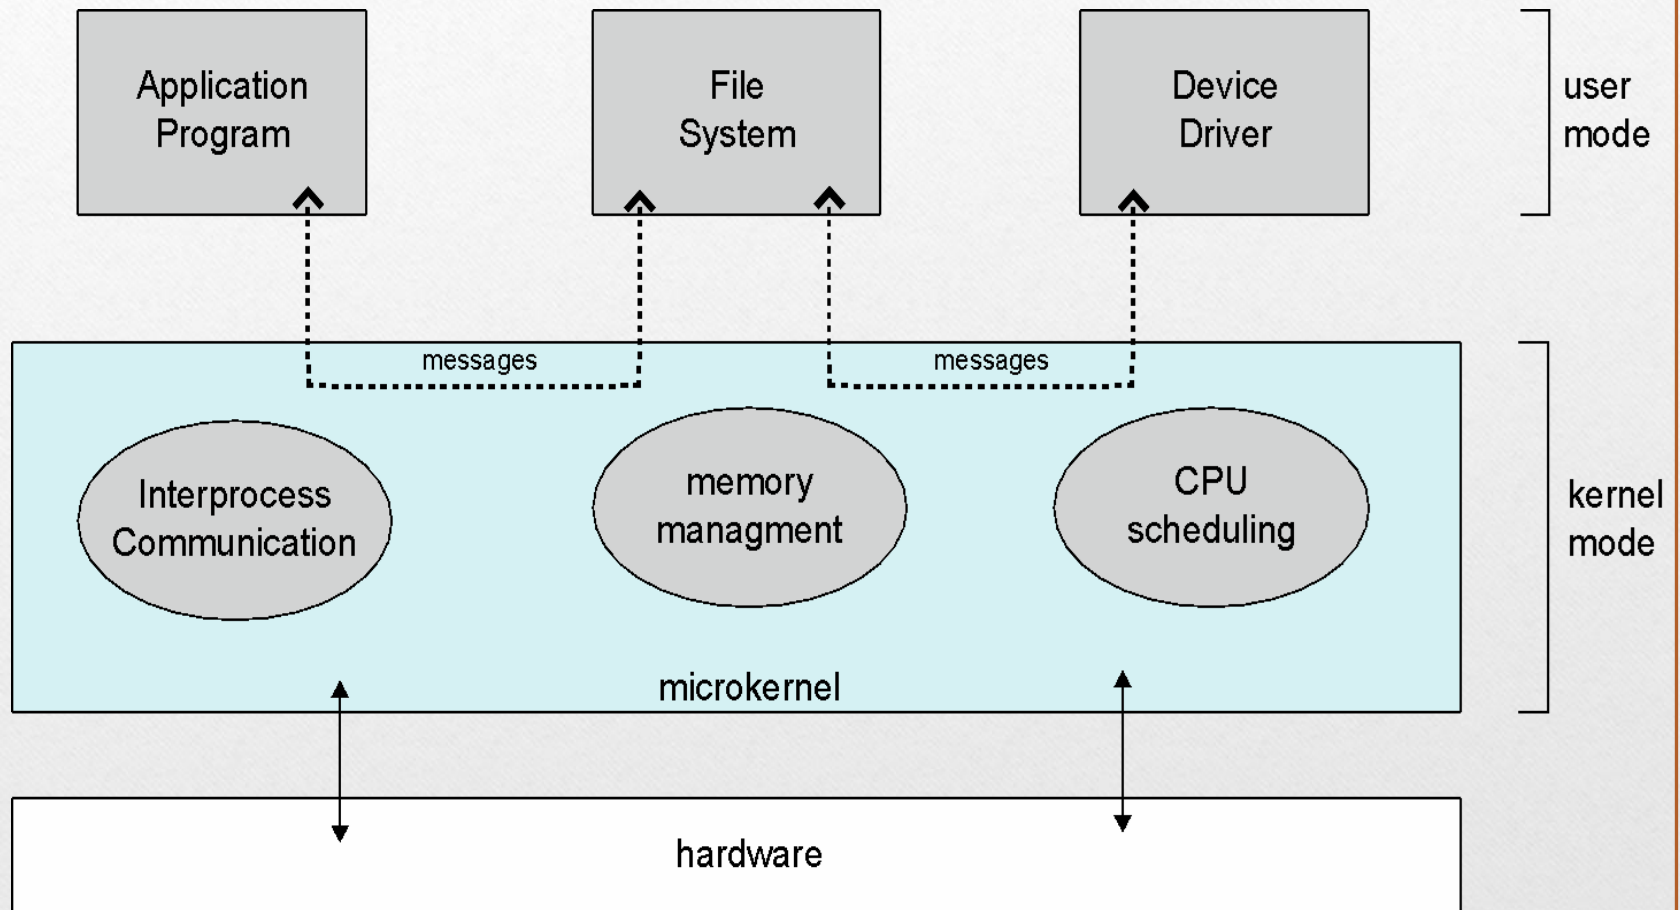 Application
Program
File
System
Device
Driver
user
mode
messages
messages
Interprocess
Communication
memory
managment
CPU
scheduling
kernel
mode
microkernel
hardware